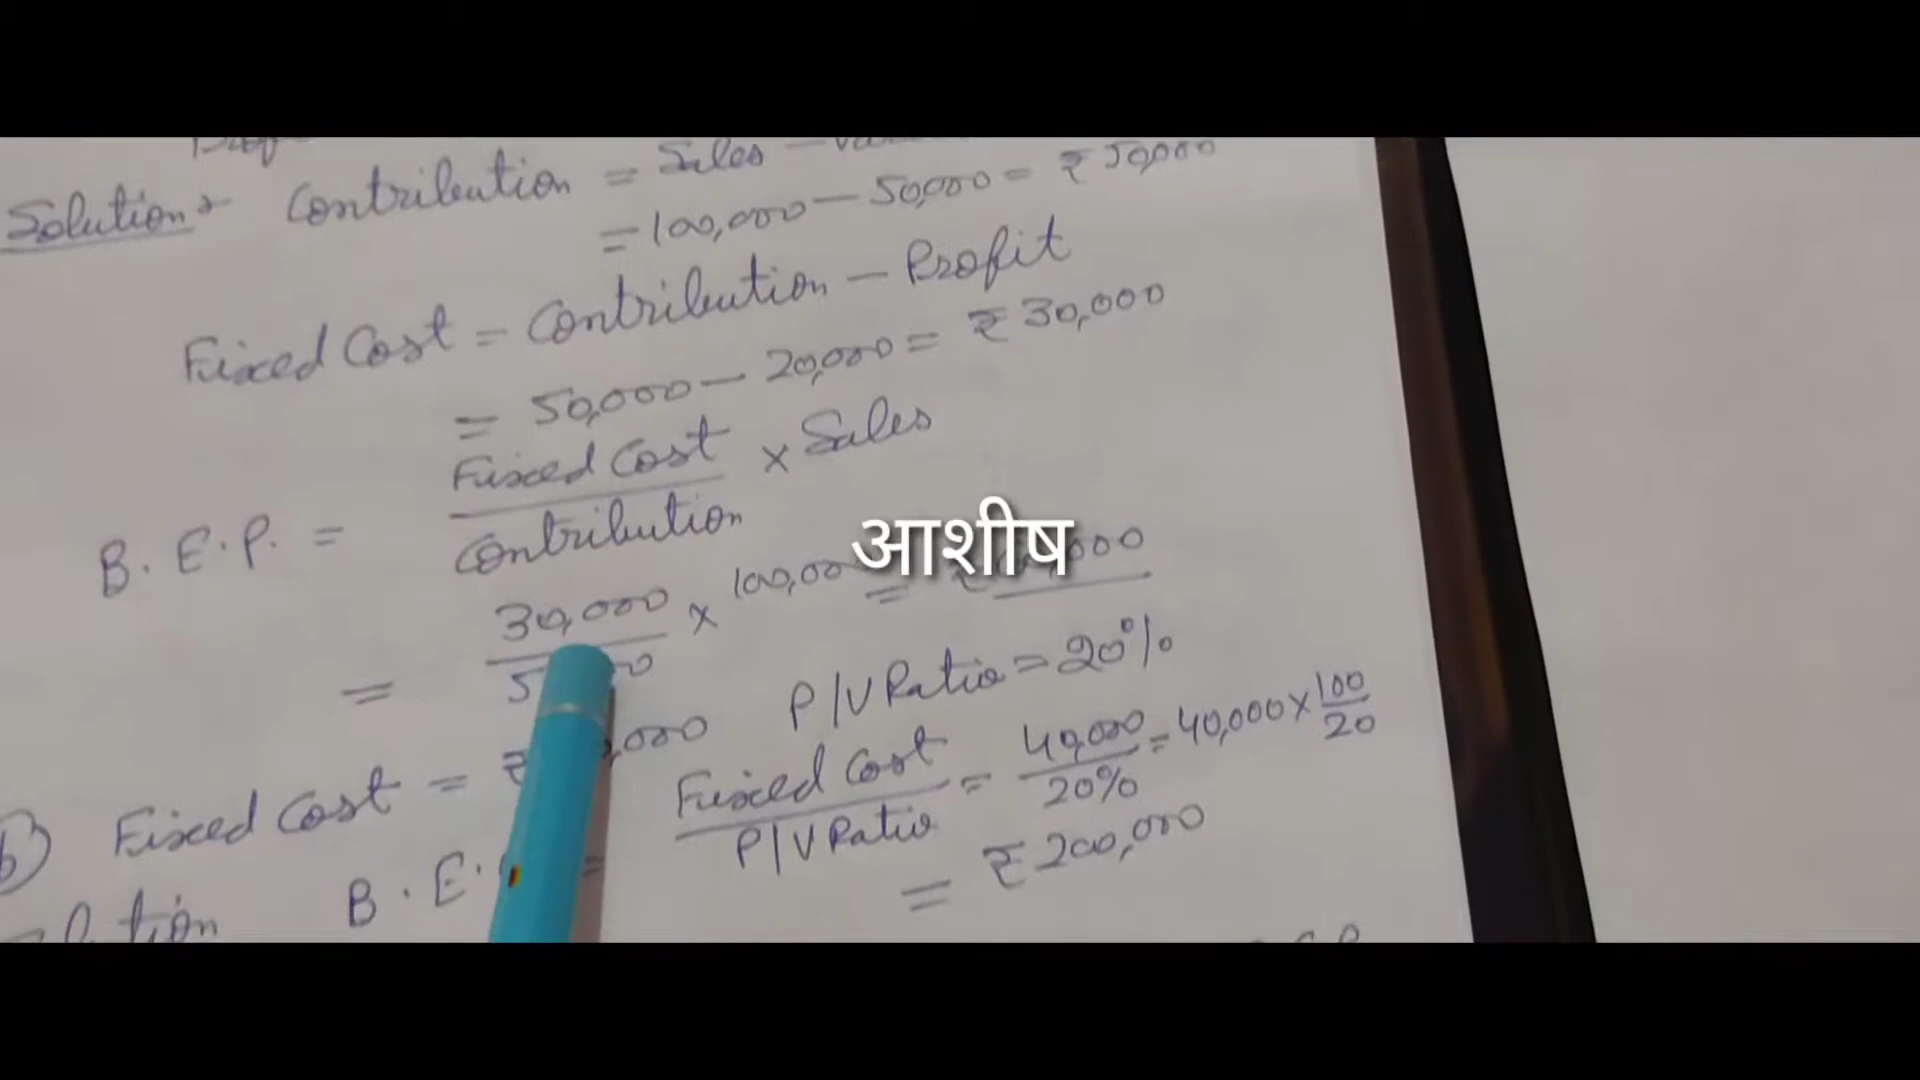 Solution:- Contribution = Sales -
= 100,000 - 50,000 = ₹ 50,000
Fixed Cost = Contribution - Profit
= 50,000 - 20,000 = ₹ 30,000
B.E.P. = Fixed Cost / Contribution × Sales
= 30,000 / × 100,00 = 000
आशीष
b) Fixed Cost = ₹ ,000 P/V Ratio = 20%
B.E. = Fixed Cost / P/V Ratio = 40,000 / 20% = 40,000 × 100 / 20
= ₹ 200,000